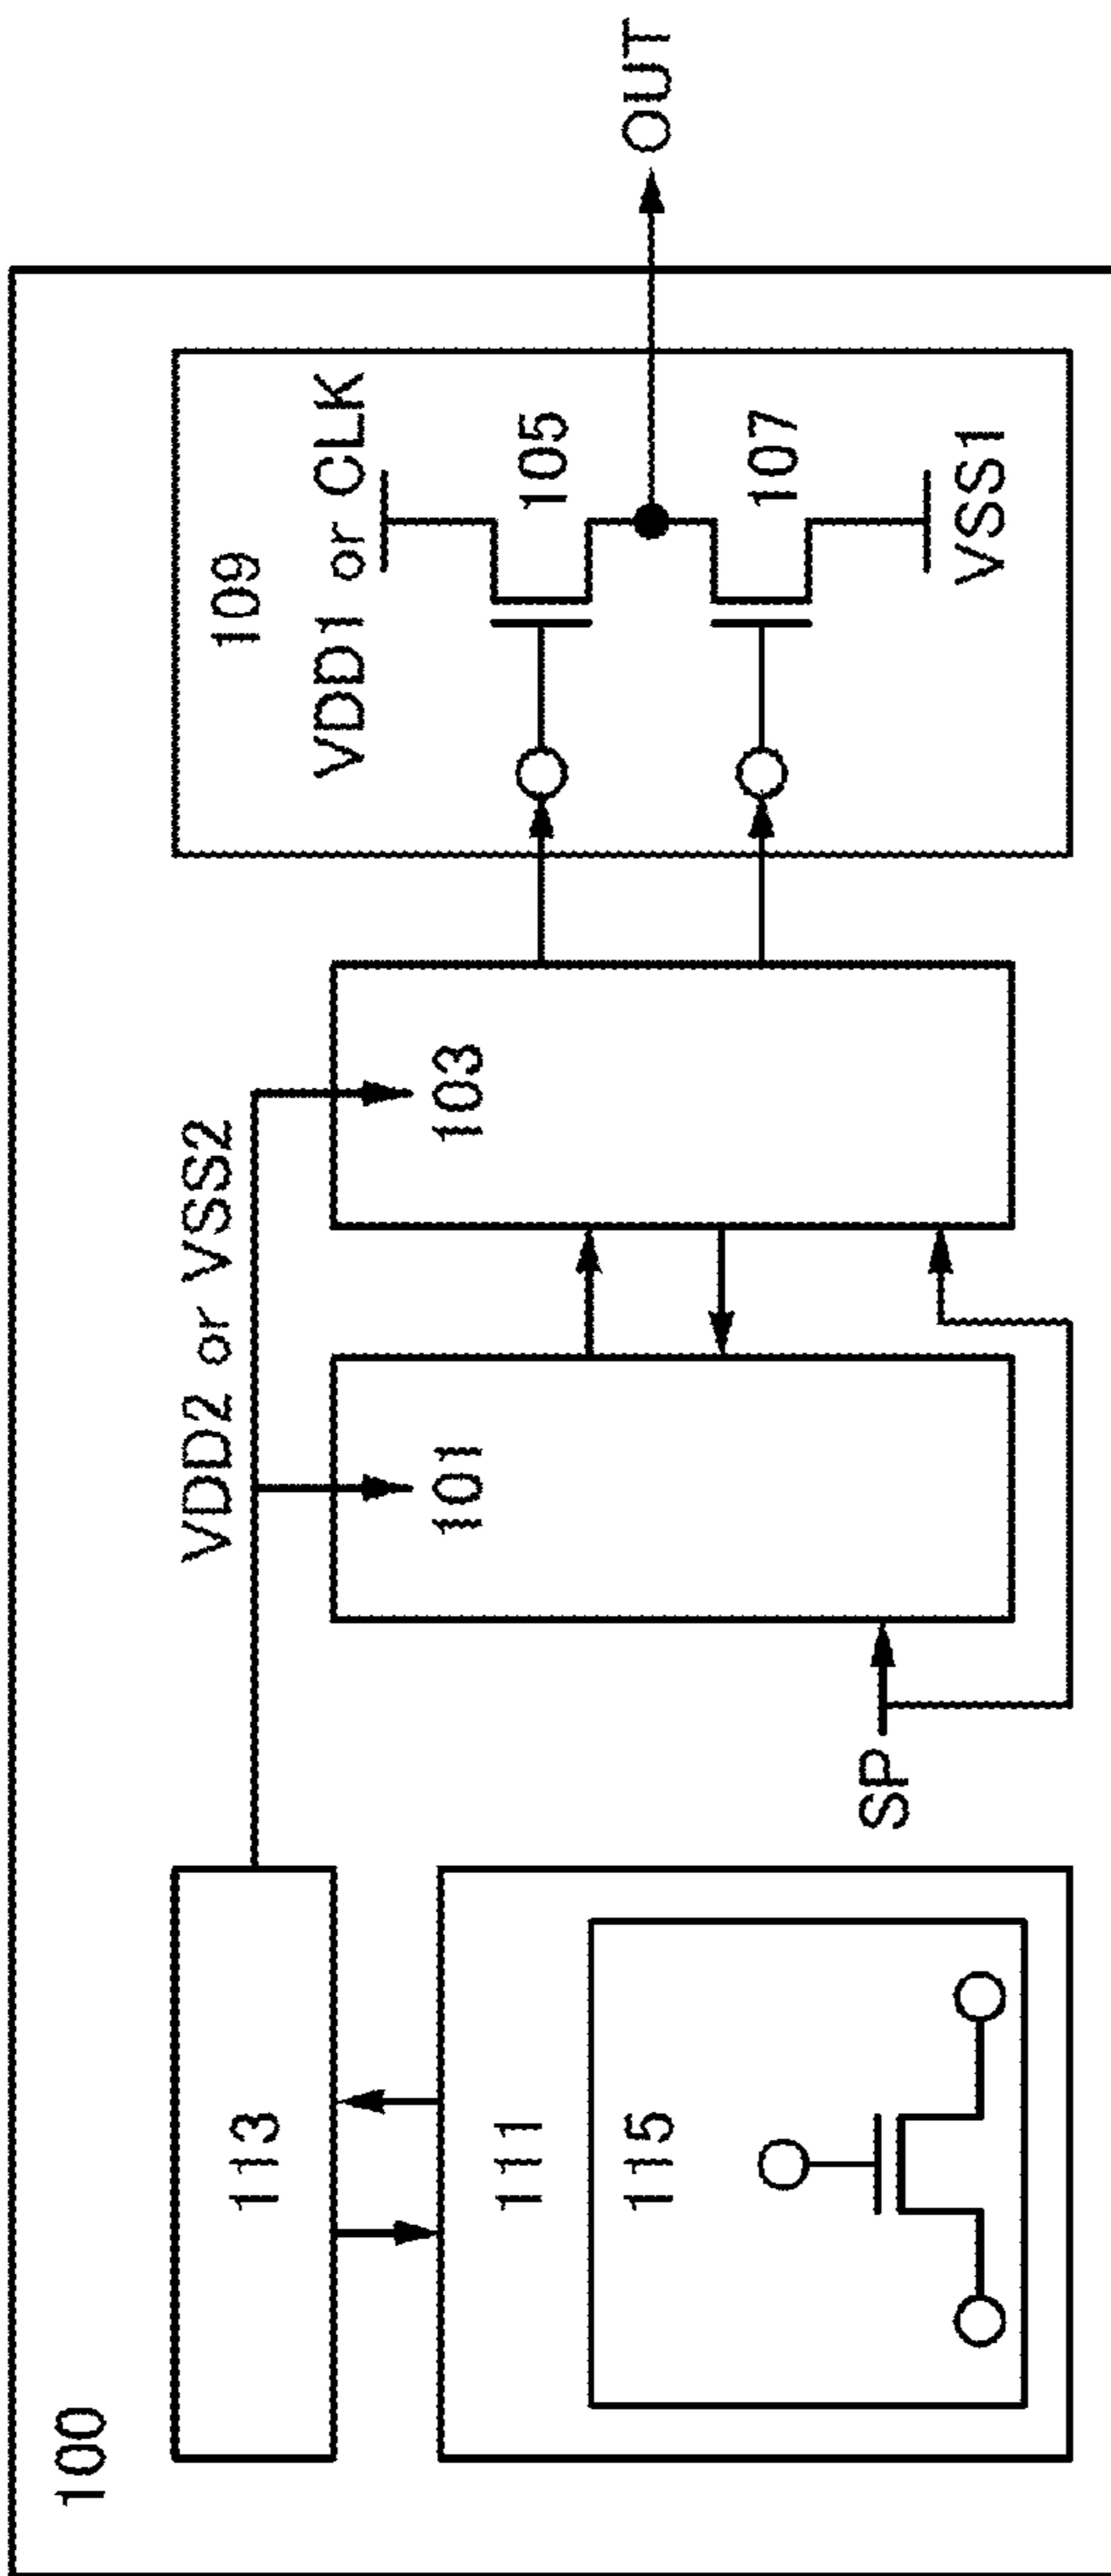 100
113
111
115
SP
VDD2 or VSS2
101
103
109
VDD1 or CLK
105
107
VSS1
OUT